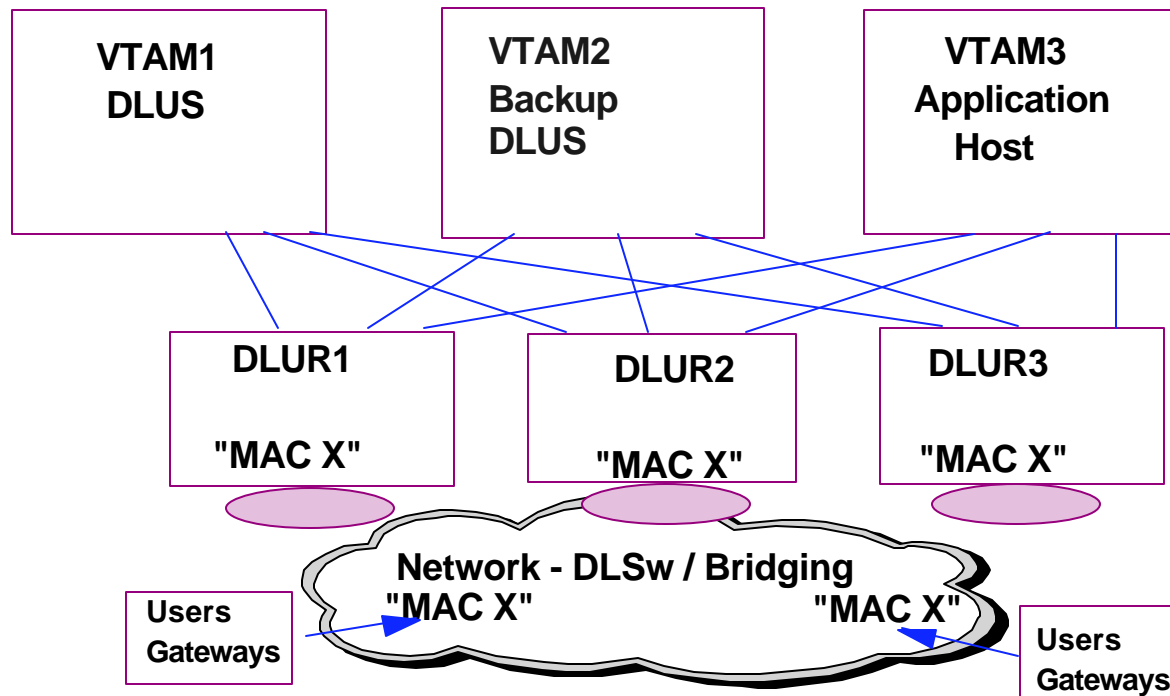 VTAM1
DLUS
VTAM2
Backup
DLUS
VTAM3
Application
Host
DLUR1
"MAC X"
DLUR2
"MAC X"
DLUR3
"MAC X"
Network - DLSw / Bridging
"MAC X"
"MAC X"
Users
Gateways
Users
Gateways